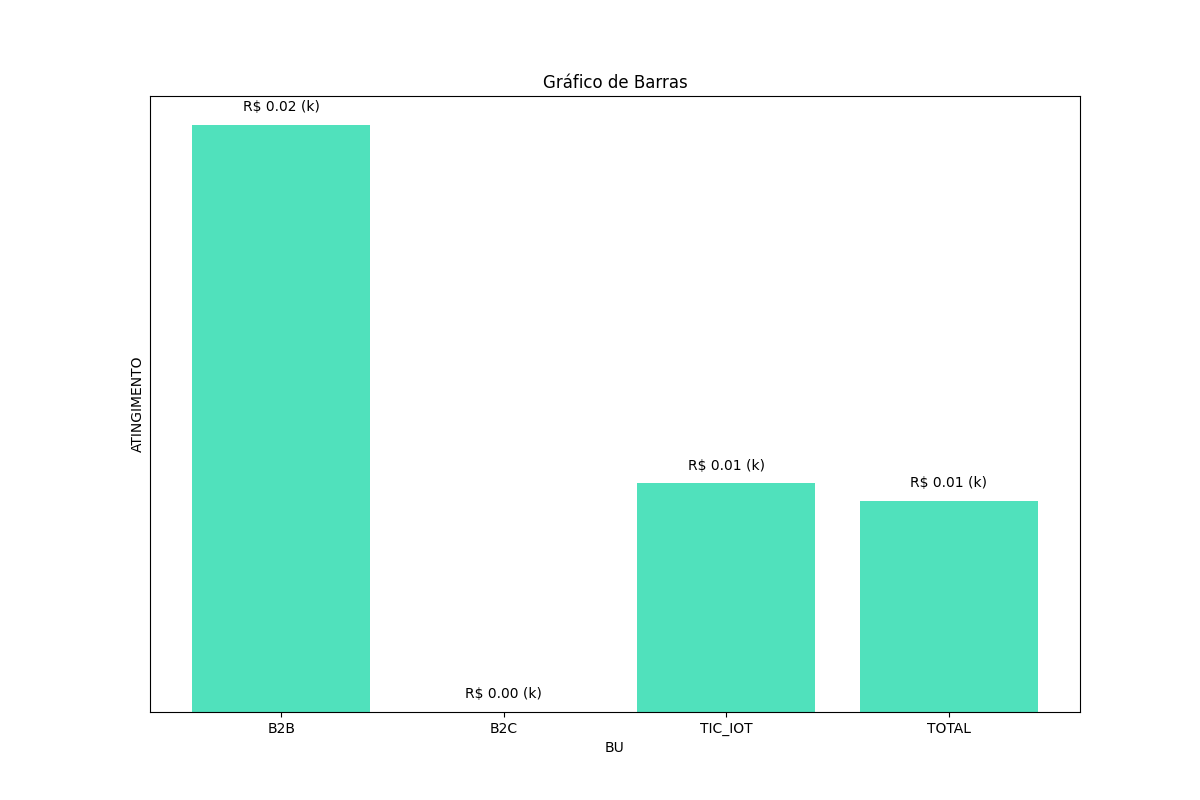 Gráfico de Barras
R$ 0.02 (k)
R$ 0.01 (k)
R$ 0.01 (k)
R$ 0.00 (k)
ATINGIMENTO
B2B
B2C
TIC_IOT
TOTAL
BU